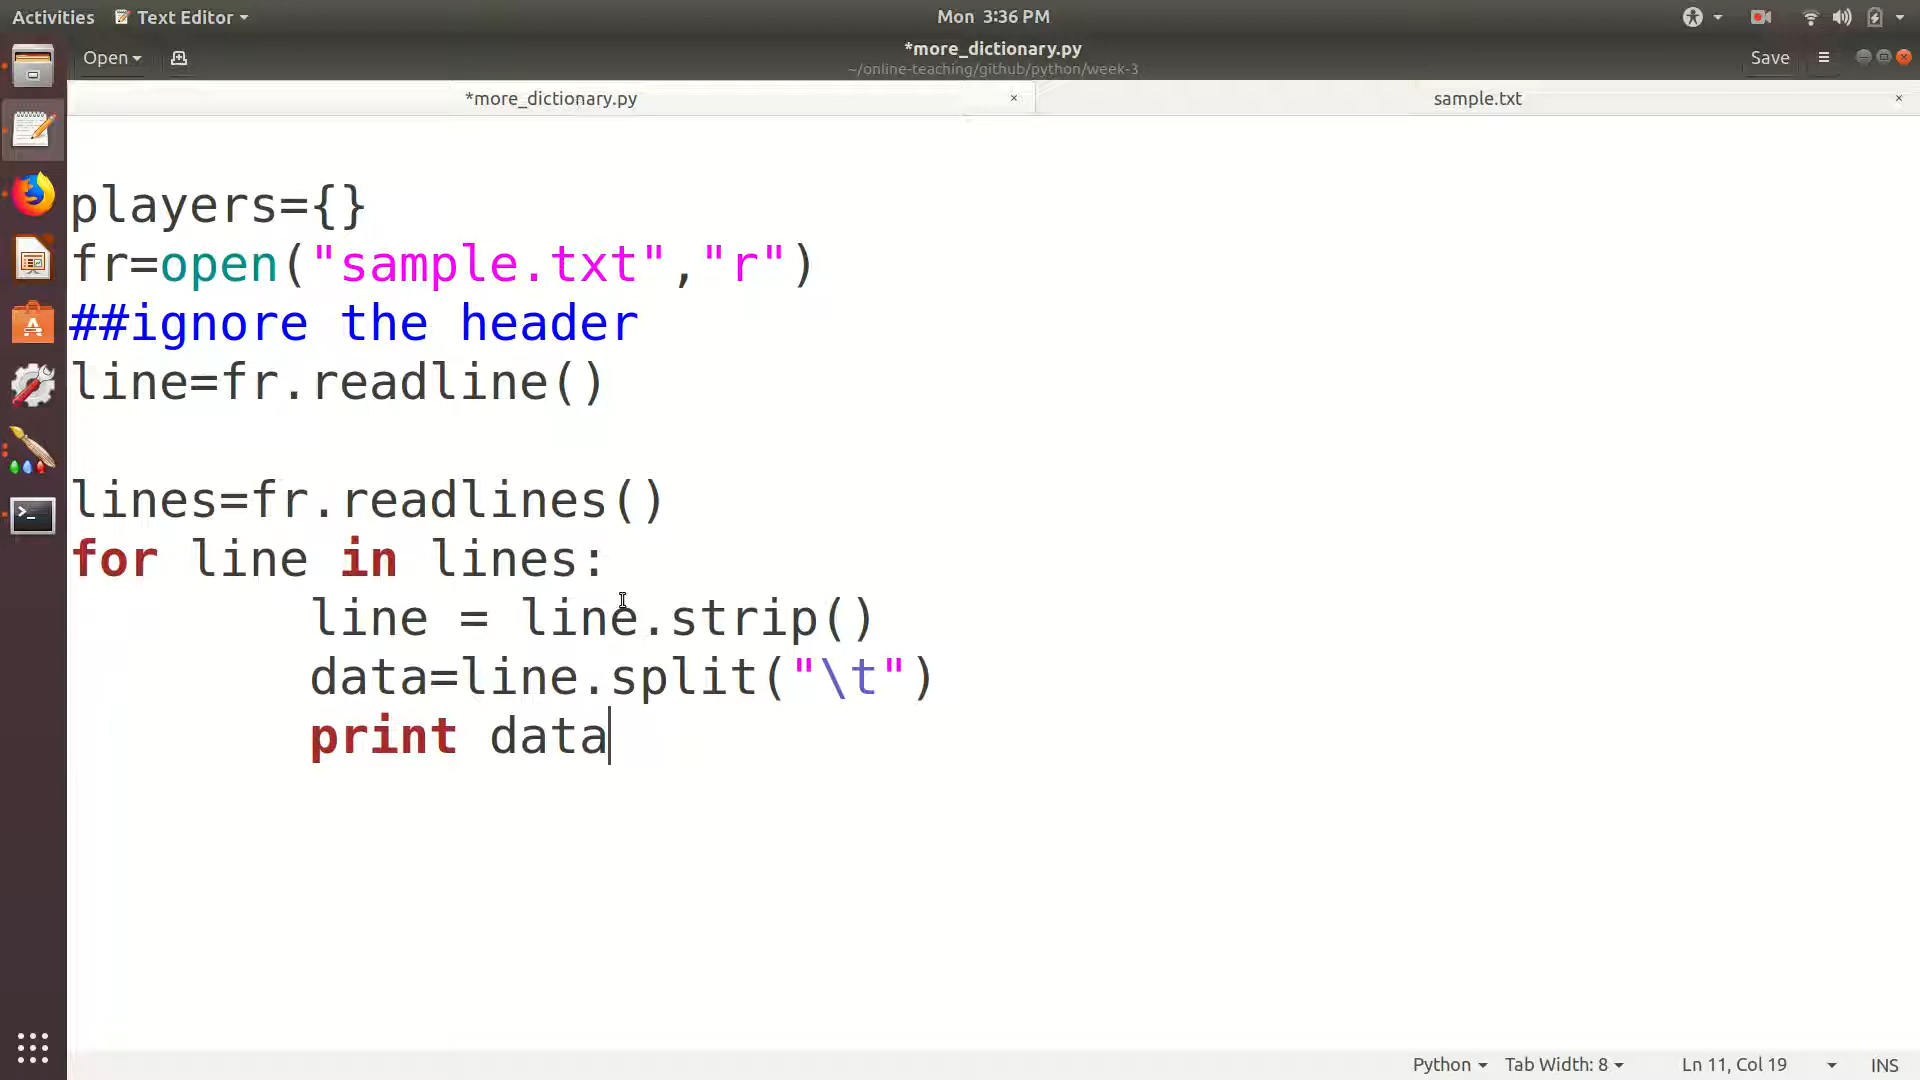 Activities Text Editor Mon 3:36 PM
Open *more_dictionary.py Save
~/online-teaching/github/python/week-3
*more_dictionary.py × sample.txt ×
players={}
fr=open("sample.txt","r")
##ignore the header
line=fr.readline()
lines=fr.readlines()
for line in lines:
line = line.strip()
data=line.split("\t")
print data
Python Tab Width: 8 Ln 11, Col 19 INS